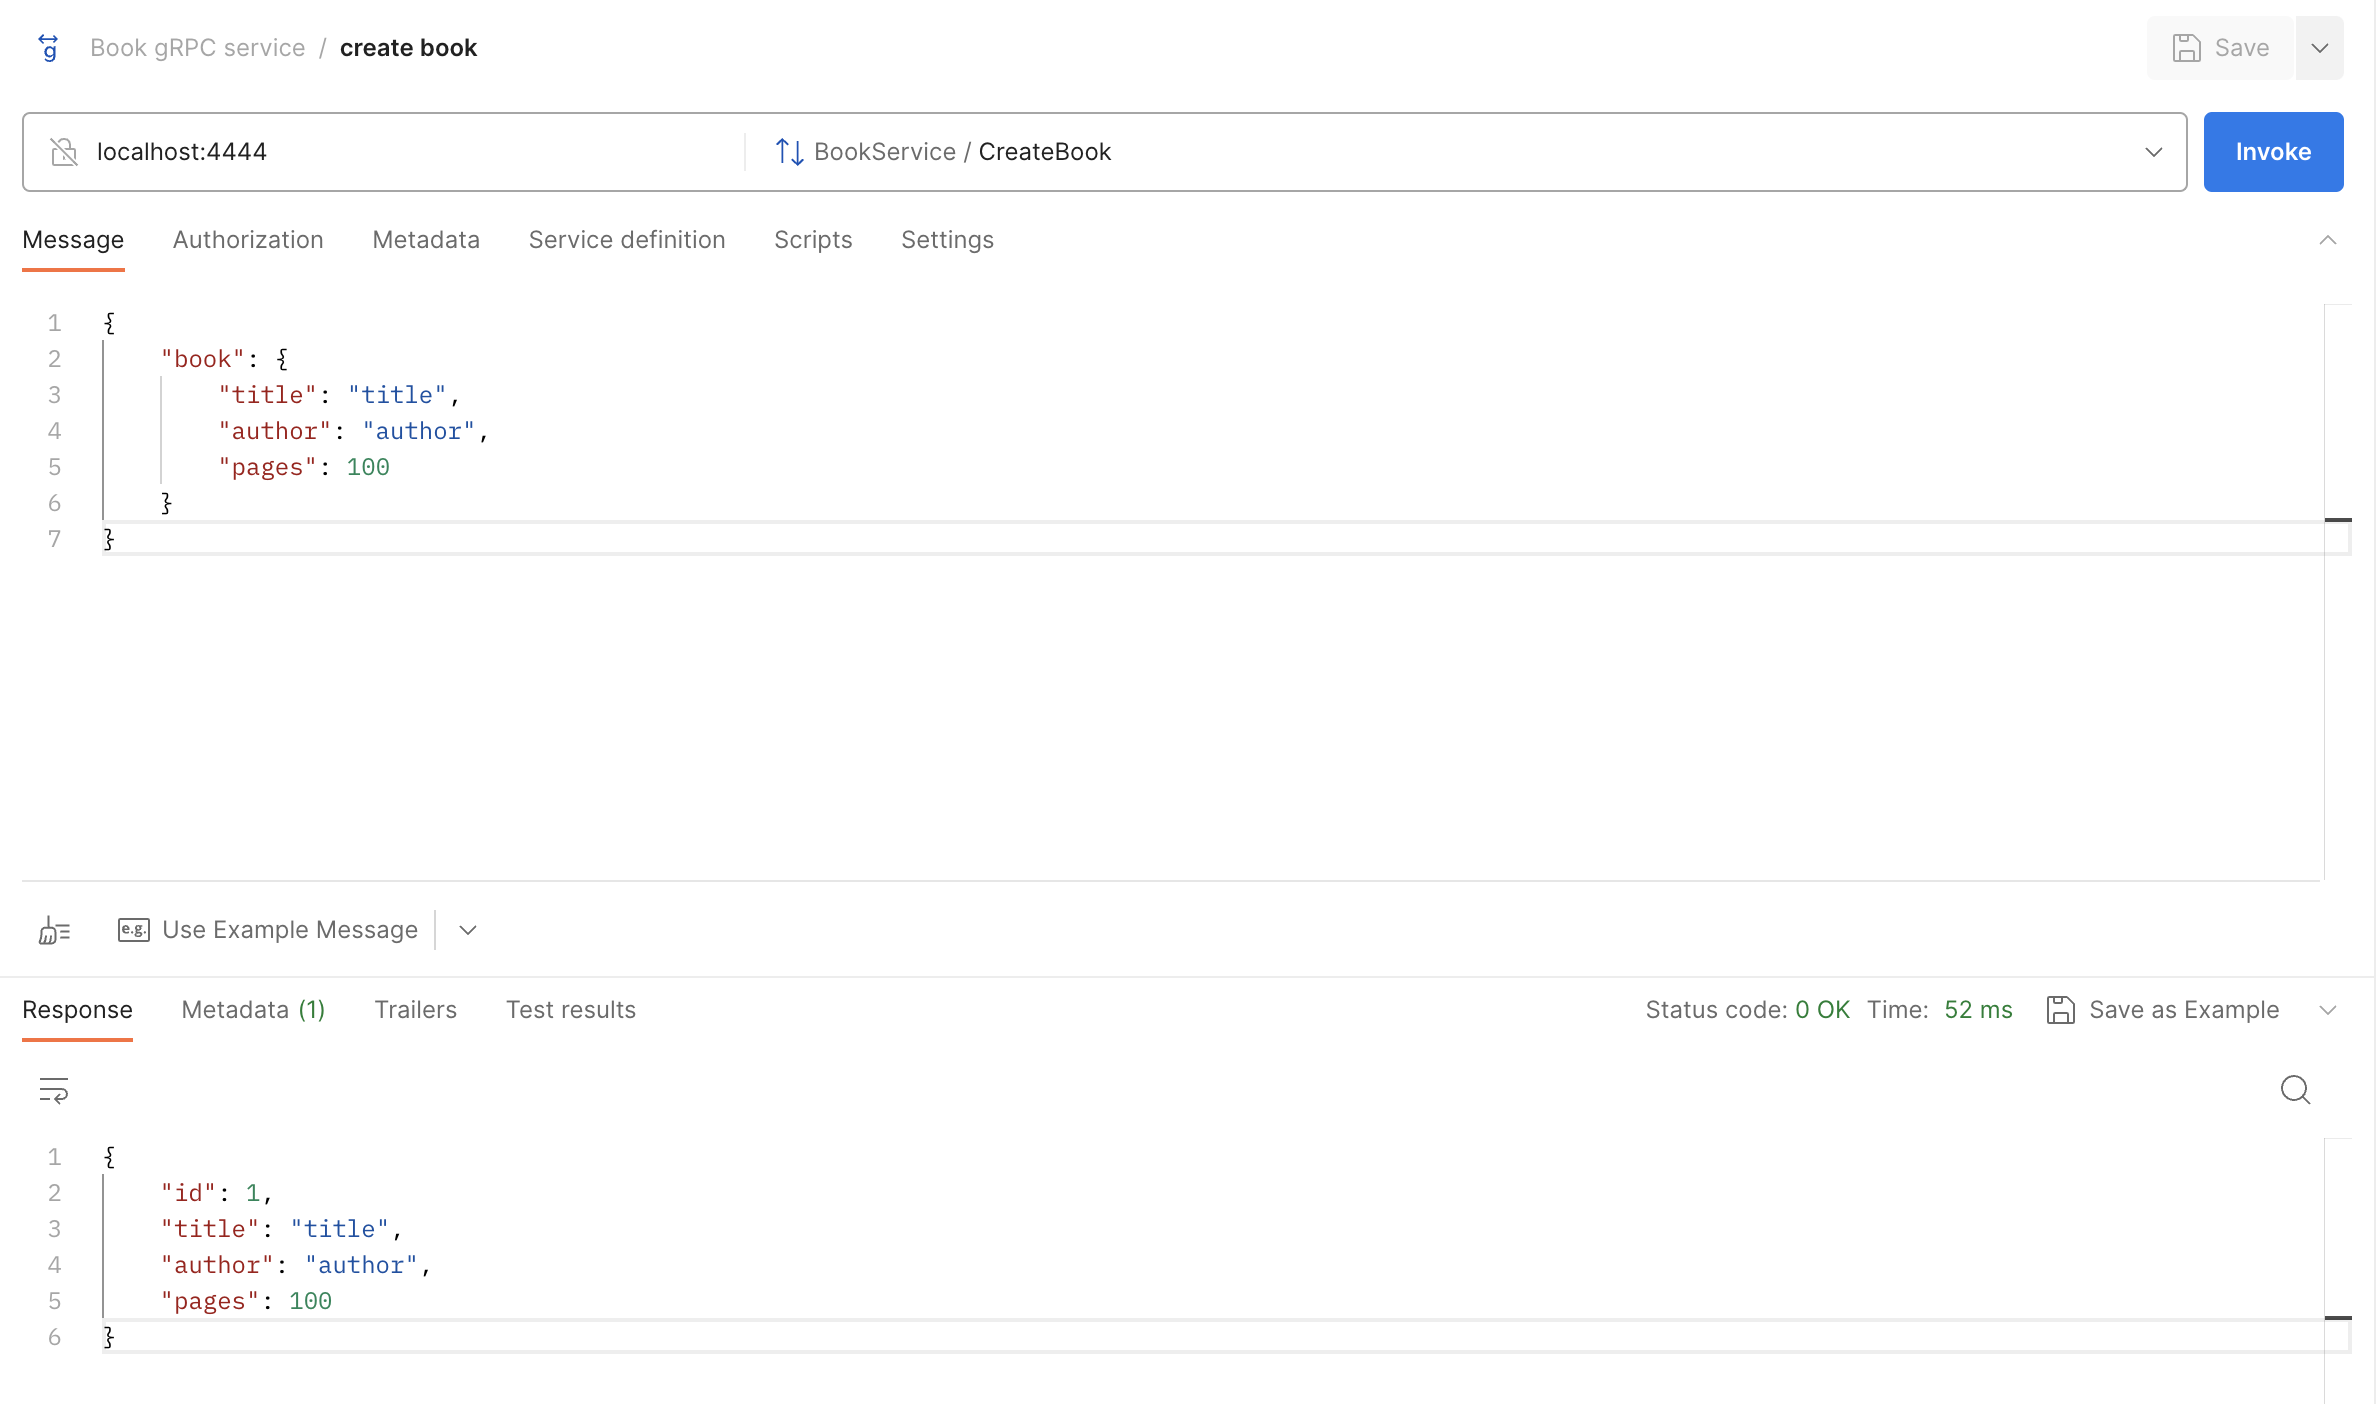 Book gRPC service / create book
Save
localhost:4444
BookService / CreateBook
Invoke
Message Authorization Metadata Service definition Scripts Settings
1 {
2     "book": {
3         "title": "title",
4         "author": "author",
5         "pages": 100
6     }
7 }
e.g. Use Example Message
Response Metadata (1) Trailers Test results Status code: 0 OK Time: 52 ms Save as Example
1 {
2     "id": 1,
3     "title": "title",
4     "author": "author",
5     "pages": 100
6 }